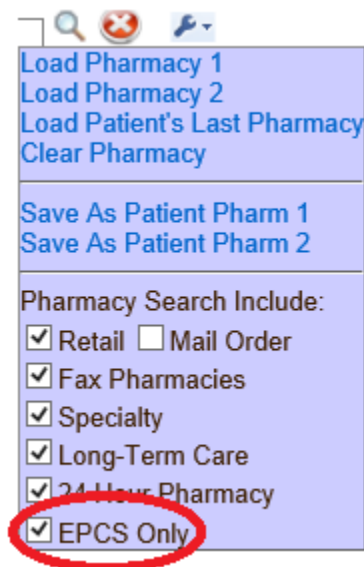 Load Pharmacy 1
Load Pharmacy 2
Load Patient's Last Pharmacy
Clear Pharmacy
Save As Patient Pharm 1
Save As Patient Pharm 2
Pharmacy Search Include:
Retail Mail Order
Fax Pharmacies
Specialty
Long-Term Care
24 Hour Pharmacy
EPCS Only